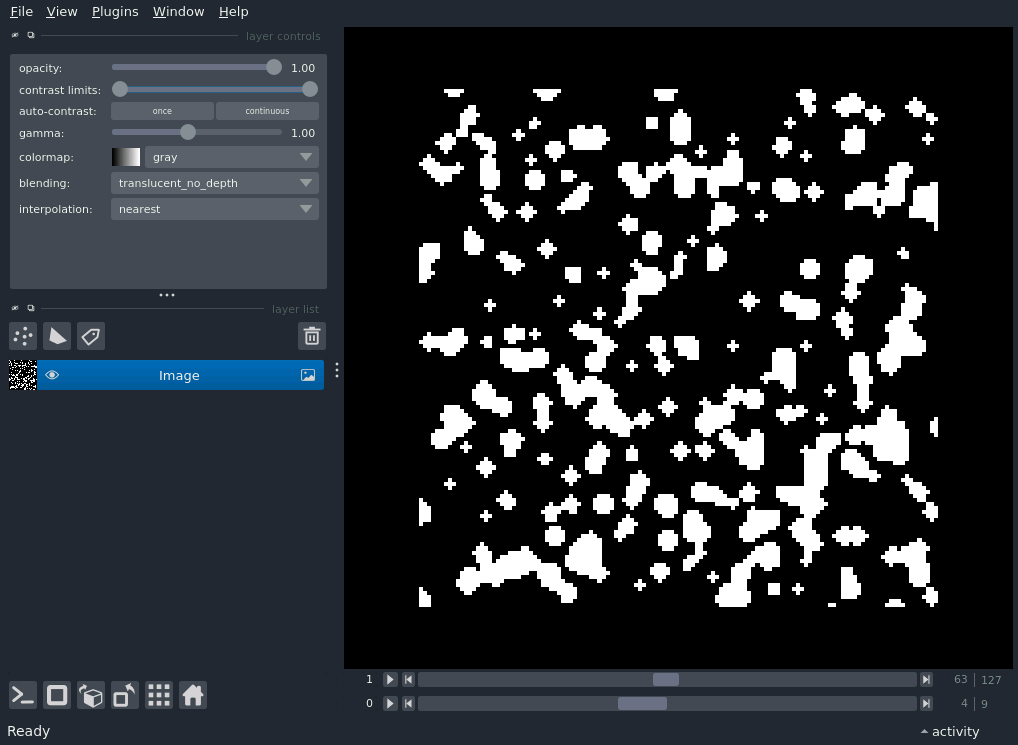 File View Plugins Window Help
layer controls
opacity: 1.00
contrast limits:
auto-contrast: once continuous
gamma: 1.00
colormap: gray
blending: translucent_no_depth
interpolation: nearest
layer list
Image
1 63 127
0 4 9
Ready activity